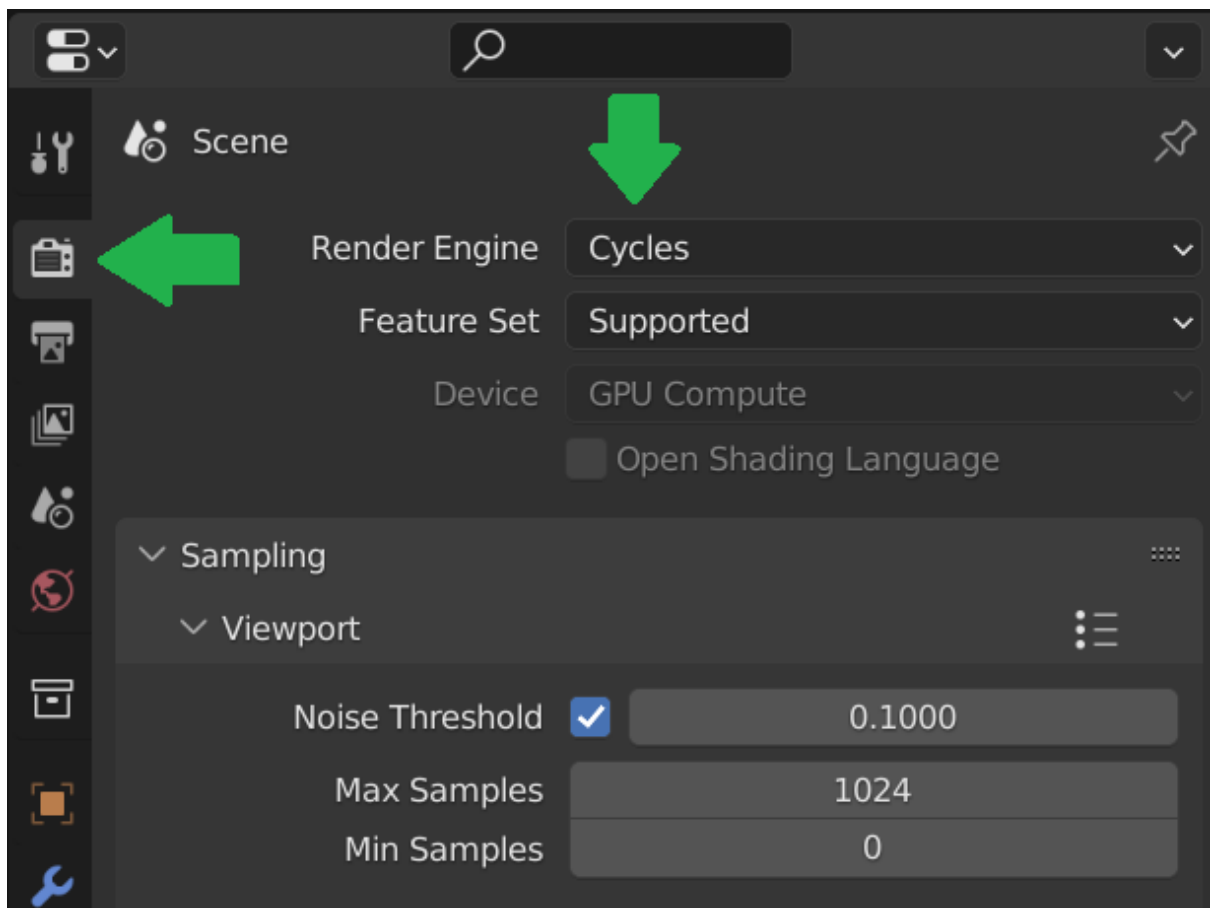 Scene
Render Engine Cycles
Feature Set Supported
Device GPU Compute
Open Shading Language
Sampling
Viewport
Noise Threshold 0.1000
Max Samples 1024
Min Samples 0